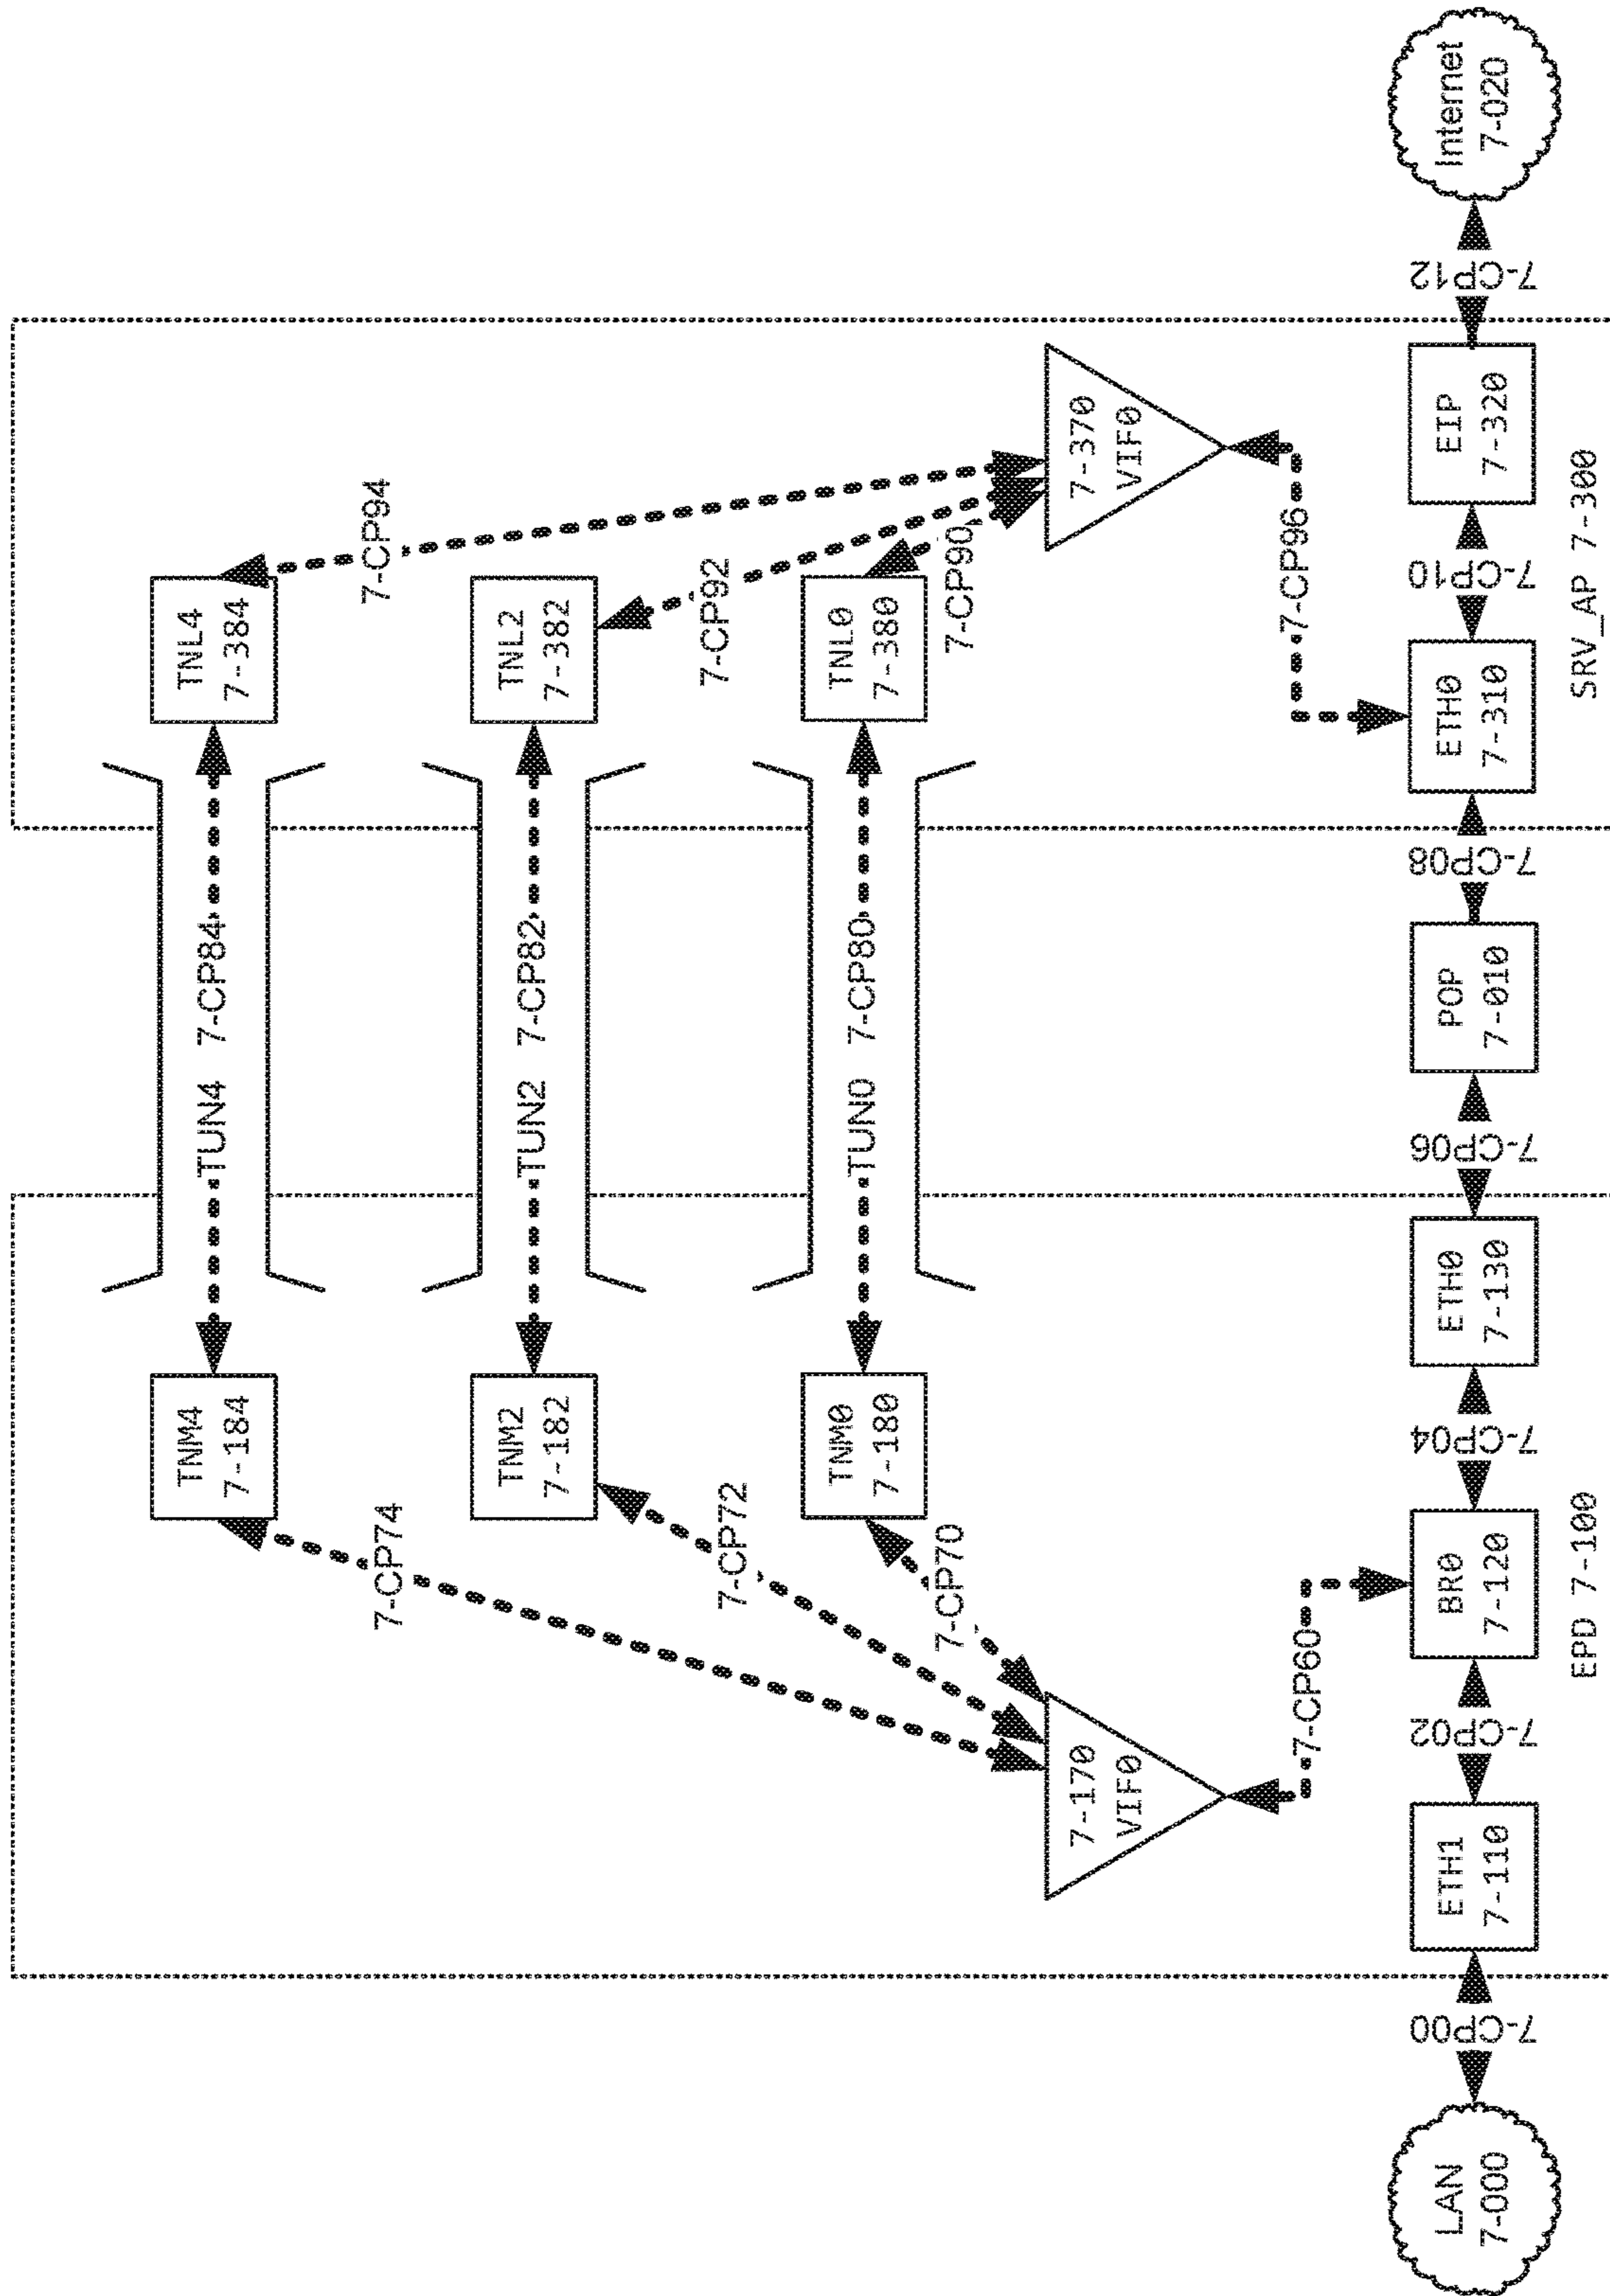 TNM4
7-184
TUN4
7-CP84
TNL4
7-384
7-CP74
7-CP94
TNM2
7-182
TUN2
7-CP82
TNL2
7-382
7-CP72
7-CP92
TNM0
7-180
TUN0
7-CP80
TNL0
7-380
7-CP70
7-CP90
7-170
VIF0
7-370
VIF0
7-CP60
7-CP96
LAN
7-000
7-CP00
ETH1
7-110
7-CP02
BR0
7-120
7-CP04
ETH0
7-130
7-CP06
POP
7-010
7-CP08
ETH0
7-310
7-CP10
EIP
7-320
7-CP12
Internet
7-020
EPD 7-100
SRV_AP 7-300